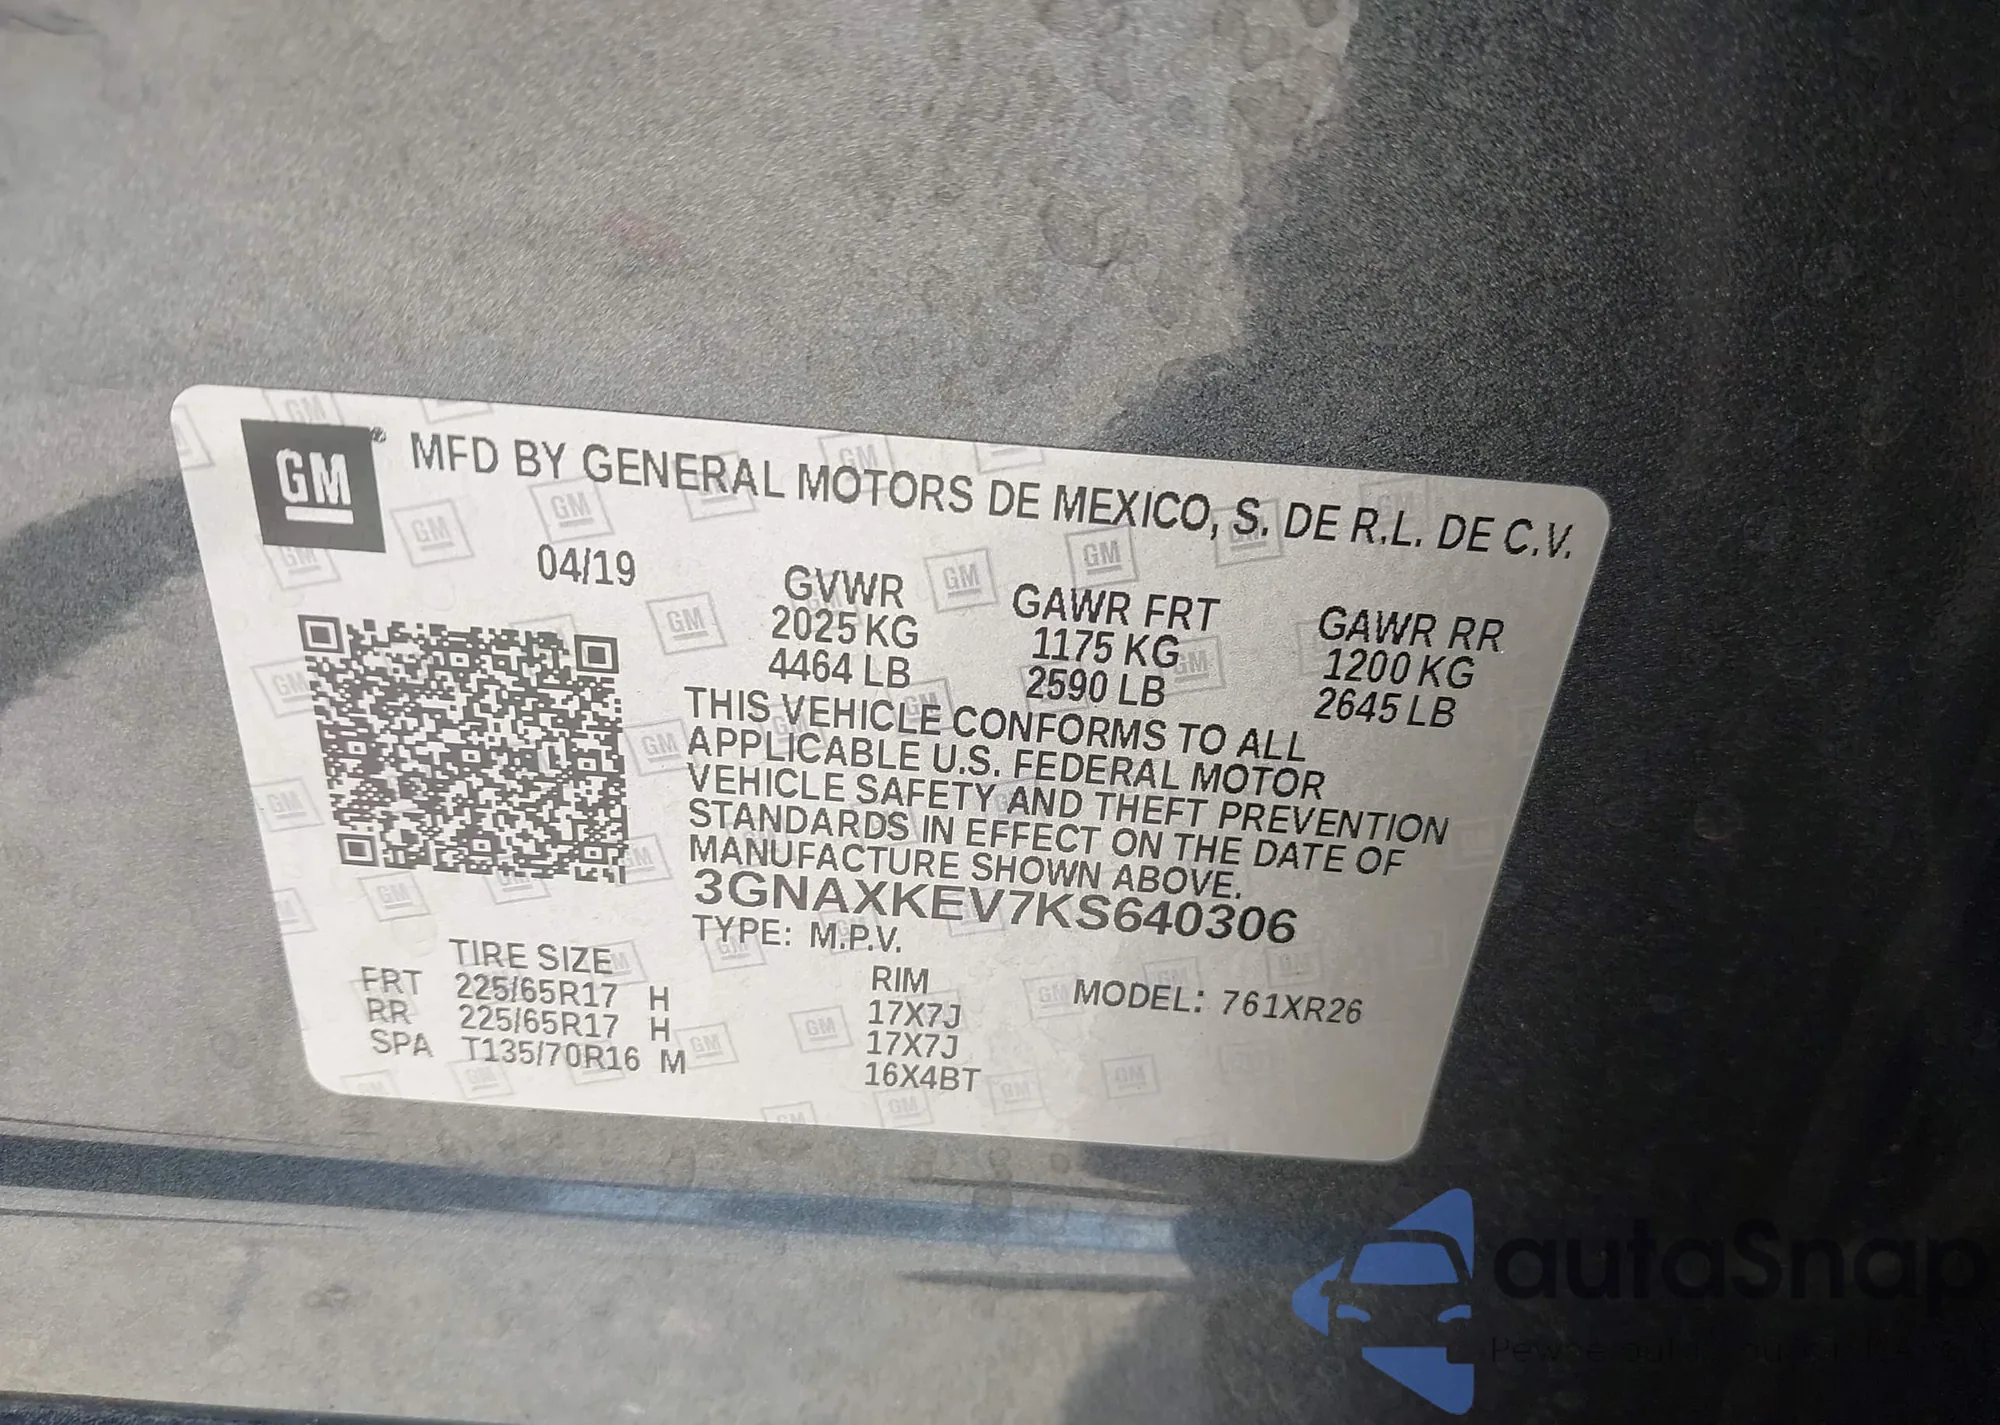 GM
MFD BY GENERAL MOTORS DE MEXICO, S. DE R.L. DE C.V.
04/19
GVWR
2025 KG
4464 LB
GAWR FRT
1175 KG
2590 LB
GAWR RR
1200 KG
2645 LB
THIS VEHICLE CONFORMS TO ALL
APPLICABLE U.S. FEDERAL MOTOR
VEHICLE SAFETY AND THEFT PREVENTION
STANDARDS IN EFFECT ON THE DATE OF
MANUFACTURE SHOWN ABOVE.
3GNAXKEV7KS640306
TYPE: M.P.V.
TIRE SIZE RIM MODEL: 761XR26
FRT 225/65R17 H 17X7J
RR 225/65R17 H 17X7J
SPA T135/70R16 M 16X4BT
autaSnap